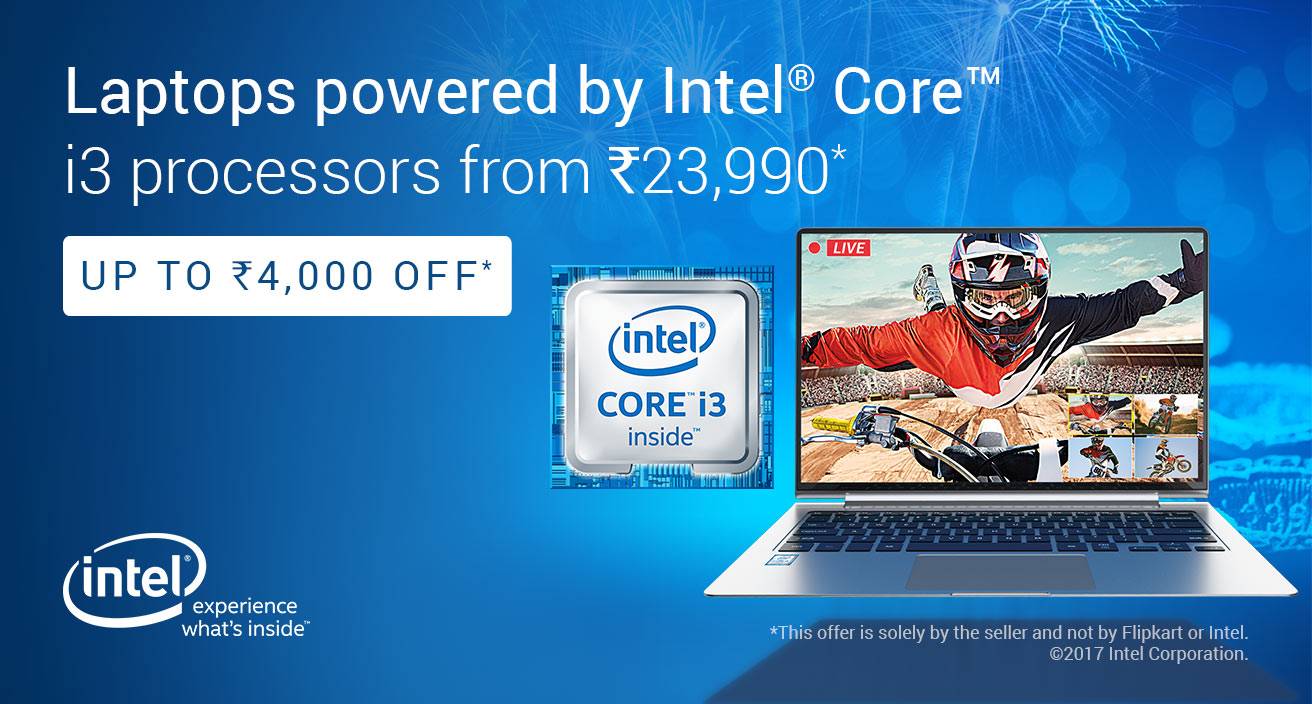 Laptops powered by Intel® Core™
i3 processors from ₹23,990*
UP TO ₹4,000 OFF*
LIVE
intel®
CORE™ i3
inside™
intel®
experience
what's inside™
*This offer is solely by the seller and not by Flipkart or Intel.
©2017 Intel Corporation.